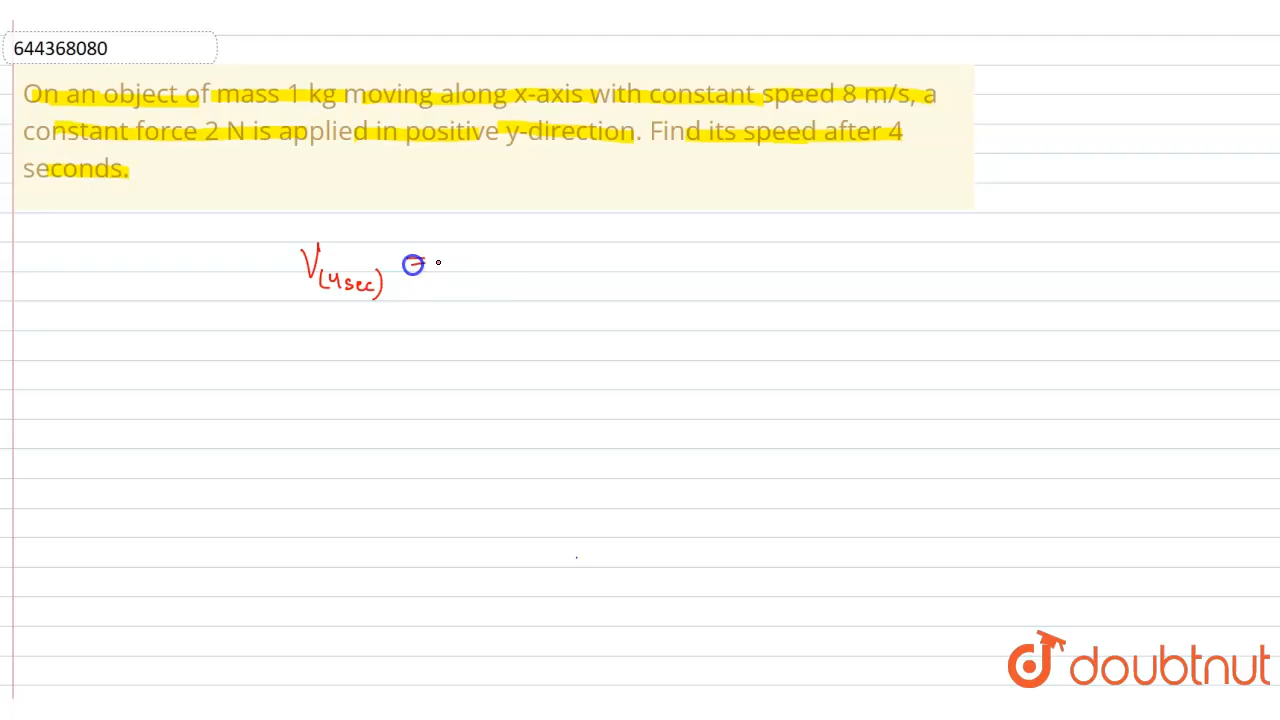 644368080
On an object of mass 1 kg moving along x-axis with constant speed 8 m/s, a
constant force 2 N is applied in positive y-direction. Find its speed after 4
seconds.
V(4sec) =
doubtnut